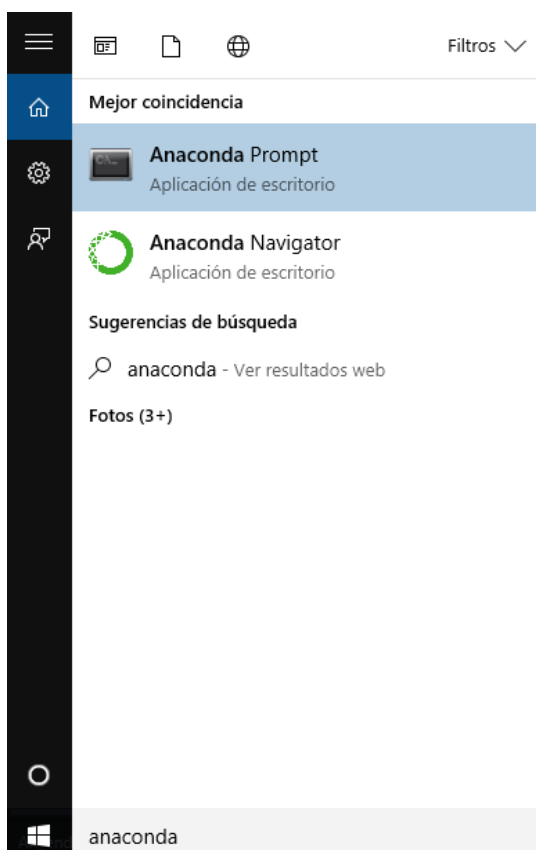 Filtros
Mejor coincidencia
Anaconda Prompt
Aplicación de escritorio
Anaconda Navigator
Aplicación de escritorio
Sugerencias de búsqueda
anaconda - Ver resultados web
Fotos (3+)
anaconda